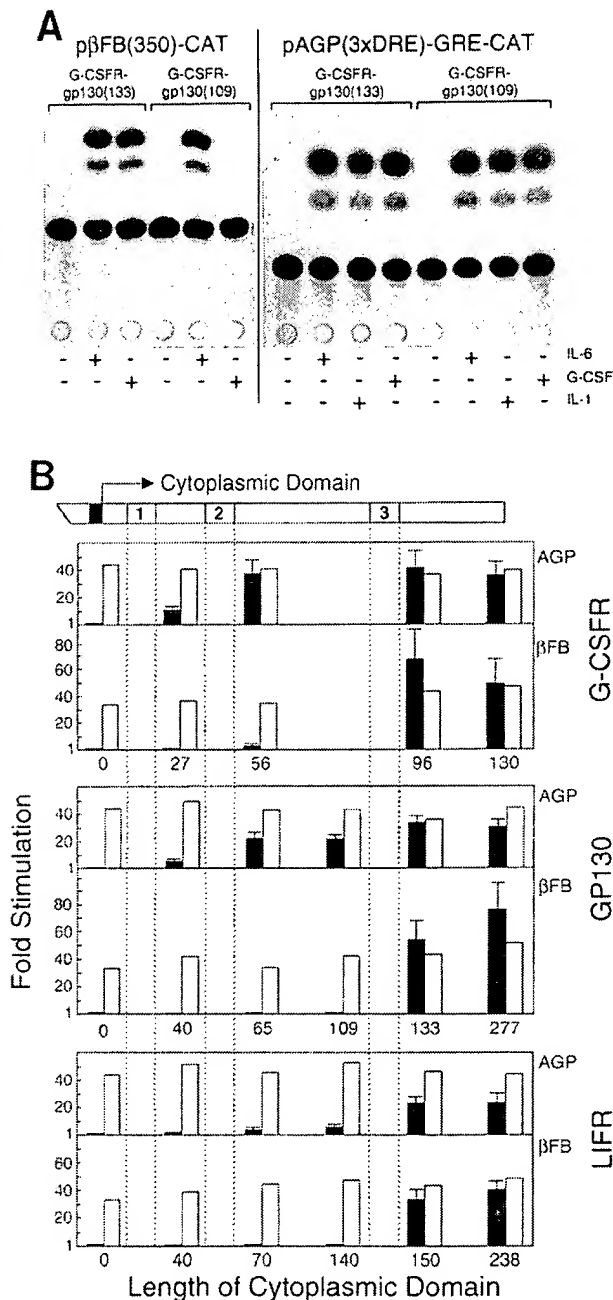 A
pβFB(350)-CAT
pAGP(3xDRE)-GRE-CAT
G-CSFR-
gp130(133)
G-CSFR-
gp130(109)
G-CSFR-
gp130(133)
G-CSFR-
gp130(109)
- + - - + - - + - - - + - - IL-6
- - + - - + - - - + - - - + G-CSF
- - + - - - + - IL-1
B
Cytoplasmic Domain
1 2 3
40
20
1
AGP
80
60
40
20
1
βFB
G-CSFR
0 27 56 96 130
40
20
1
AGP
80
60
40
20
1
βFB
GP130
0 40 65 109 133 277
40
20
1
AGP
60
40
20
1
βFB
LIFR
0 40 70 140 150 238
Fold Stimulation
Length of Cytoplasmic Domain